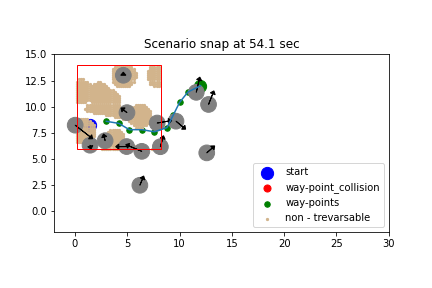 Scenario snap at 54.1 sec
15.0
12.5
10.0
7.5
5.0
2.5
0.0
0
5
10
15
20
25
30
start
way-point_collision
way-points
non - trevarsable